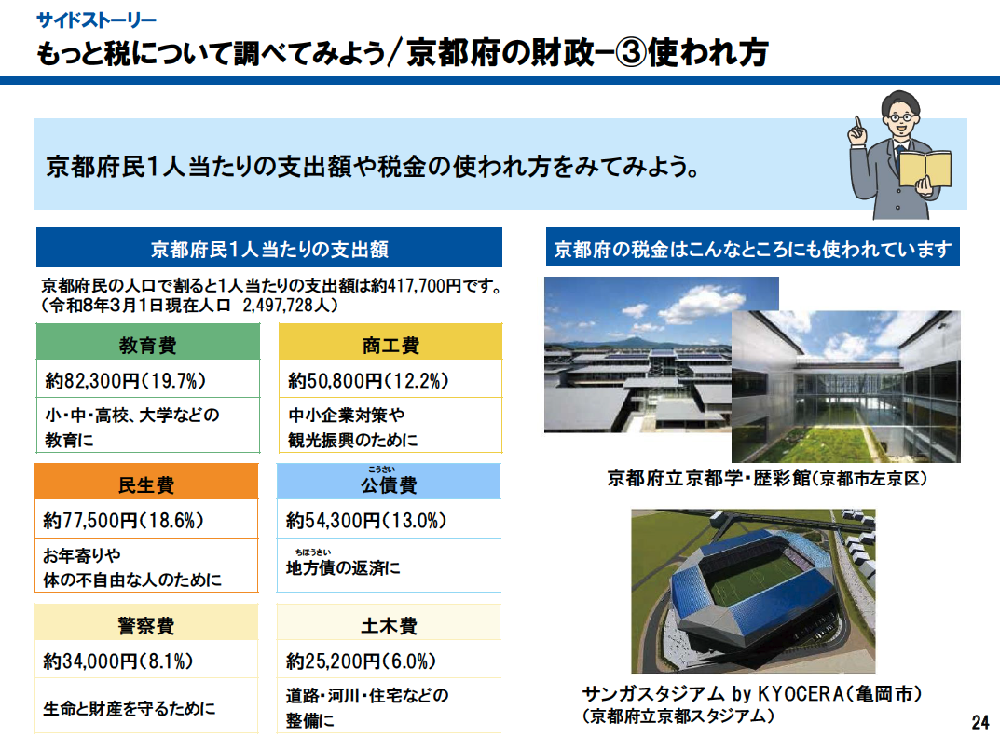 サイドストーリー
もっと税について調べてみよう/京都府の財政−③使われ方
京都府民1人当たりの支出額や税金の使われ方をみてみよう。
京都府民1人当たりの支出額
京都府民の人口で割ると1人当たりの支出額は約417,700円です。
(令和8年3月1日現在人口 2,497,728人)
教育費
約82,300円(19.7%)
小・中・高校、大学などの
教育に
商工費
約50,800円(12.2%)
中小企業対策や
観光振興のために
民生費
約77,500円(18.6%)
お年寄りや
体の不自由な人のために
こうさい
公債費
約54,300円(13.0%)
ちほうさい
地方債の返済に
警察費
約34,000円(8.1%)
生命と財産を守るために
土木費
約25,200円(6.0%)
道路・河川・住宅などの
整備に
京都府の税金はこんなところにも使われています
京都府立京都学・歴彩館(京都市左京区)
サンガスタジアム by KYOCERA(亀岡市)
(京都府立京都スタジアム)
24